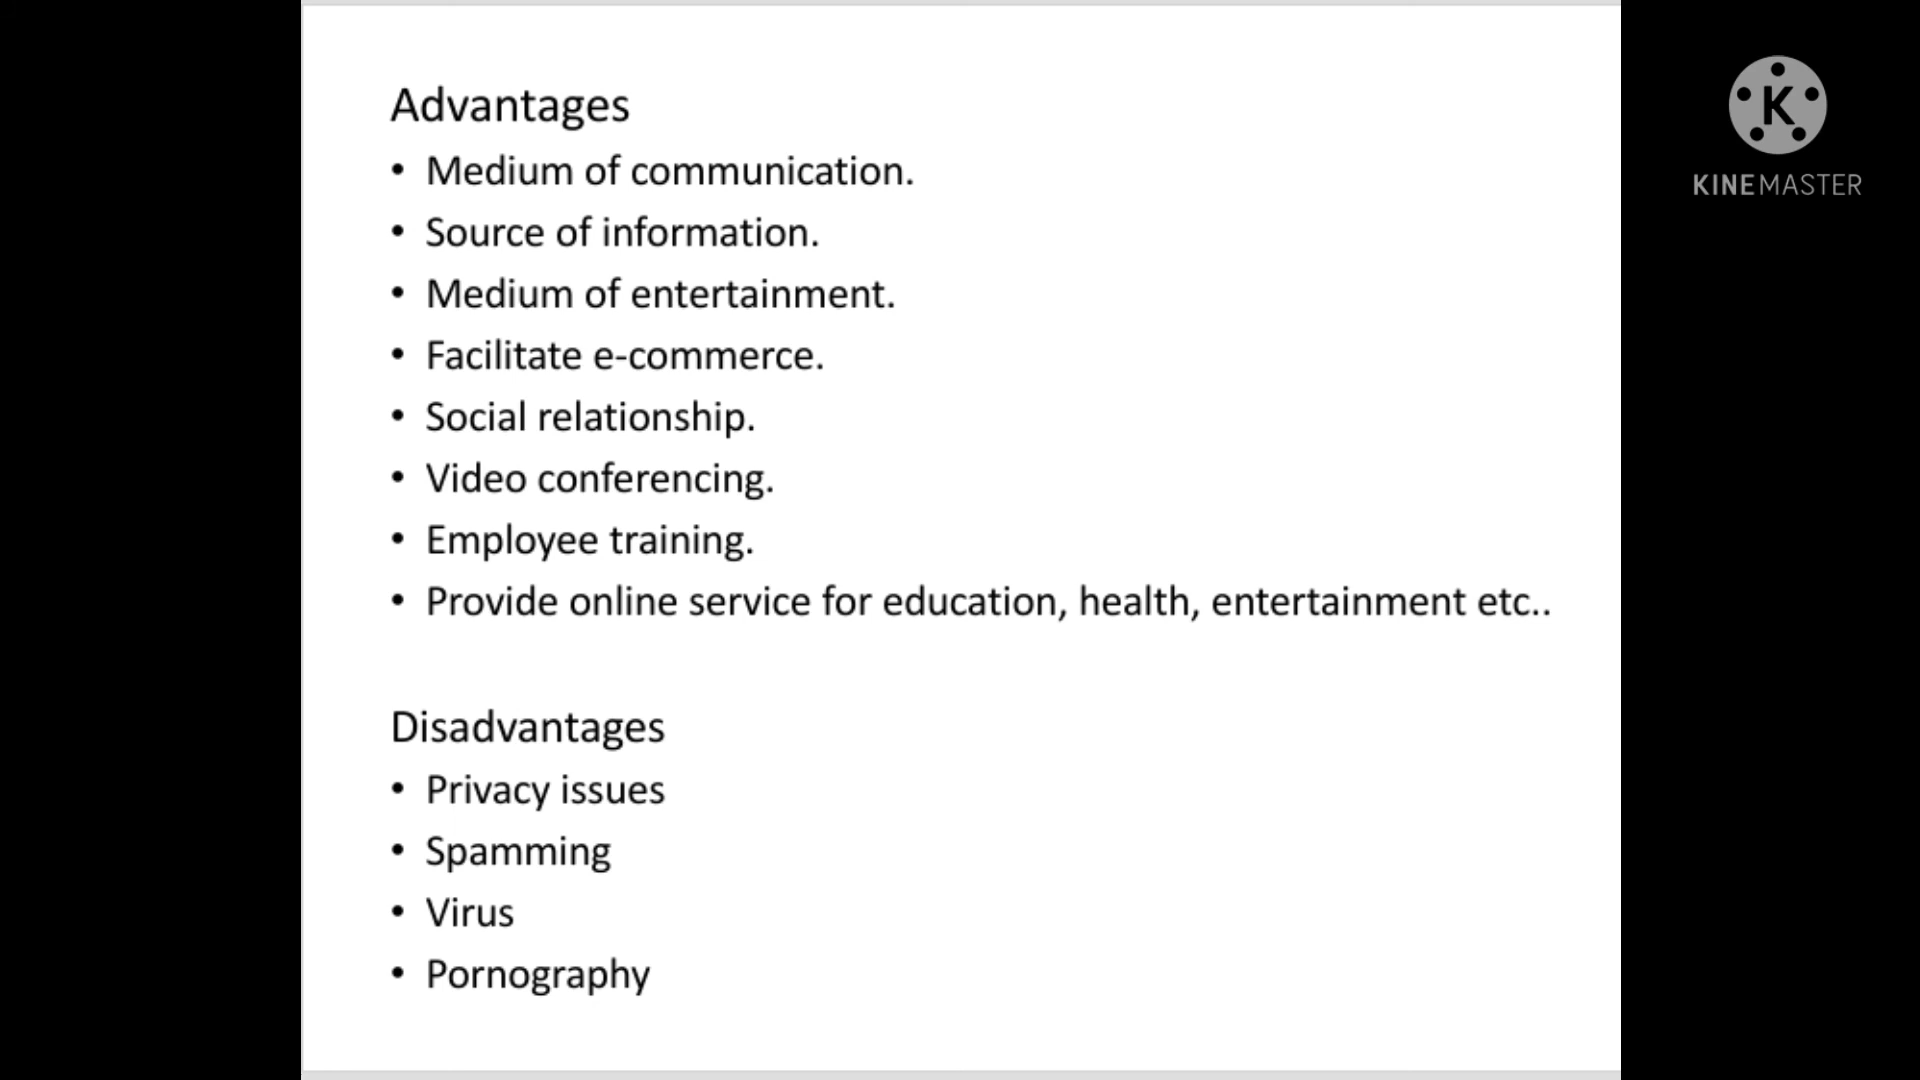 Advantages
• Medium of communication.
• Source of information.
• Medium of entertainment.
• Facilitate e-commerce.
• Social relationship.
• Video conferencing.
• Employee training.
• Provide online service for education, health, entertainment etc..
Disadvantages
• Privacy issues
• Spamming
• Virus
• Pornography
K
KINEMASTER